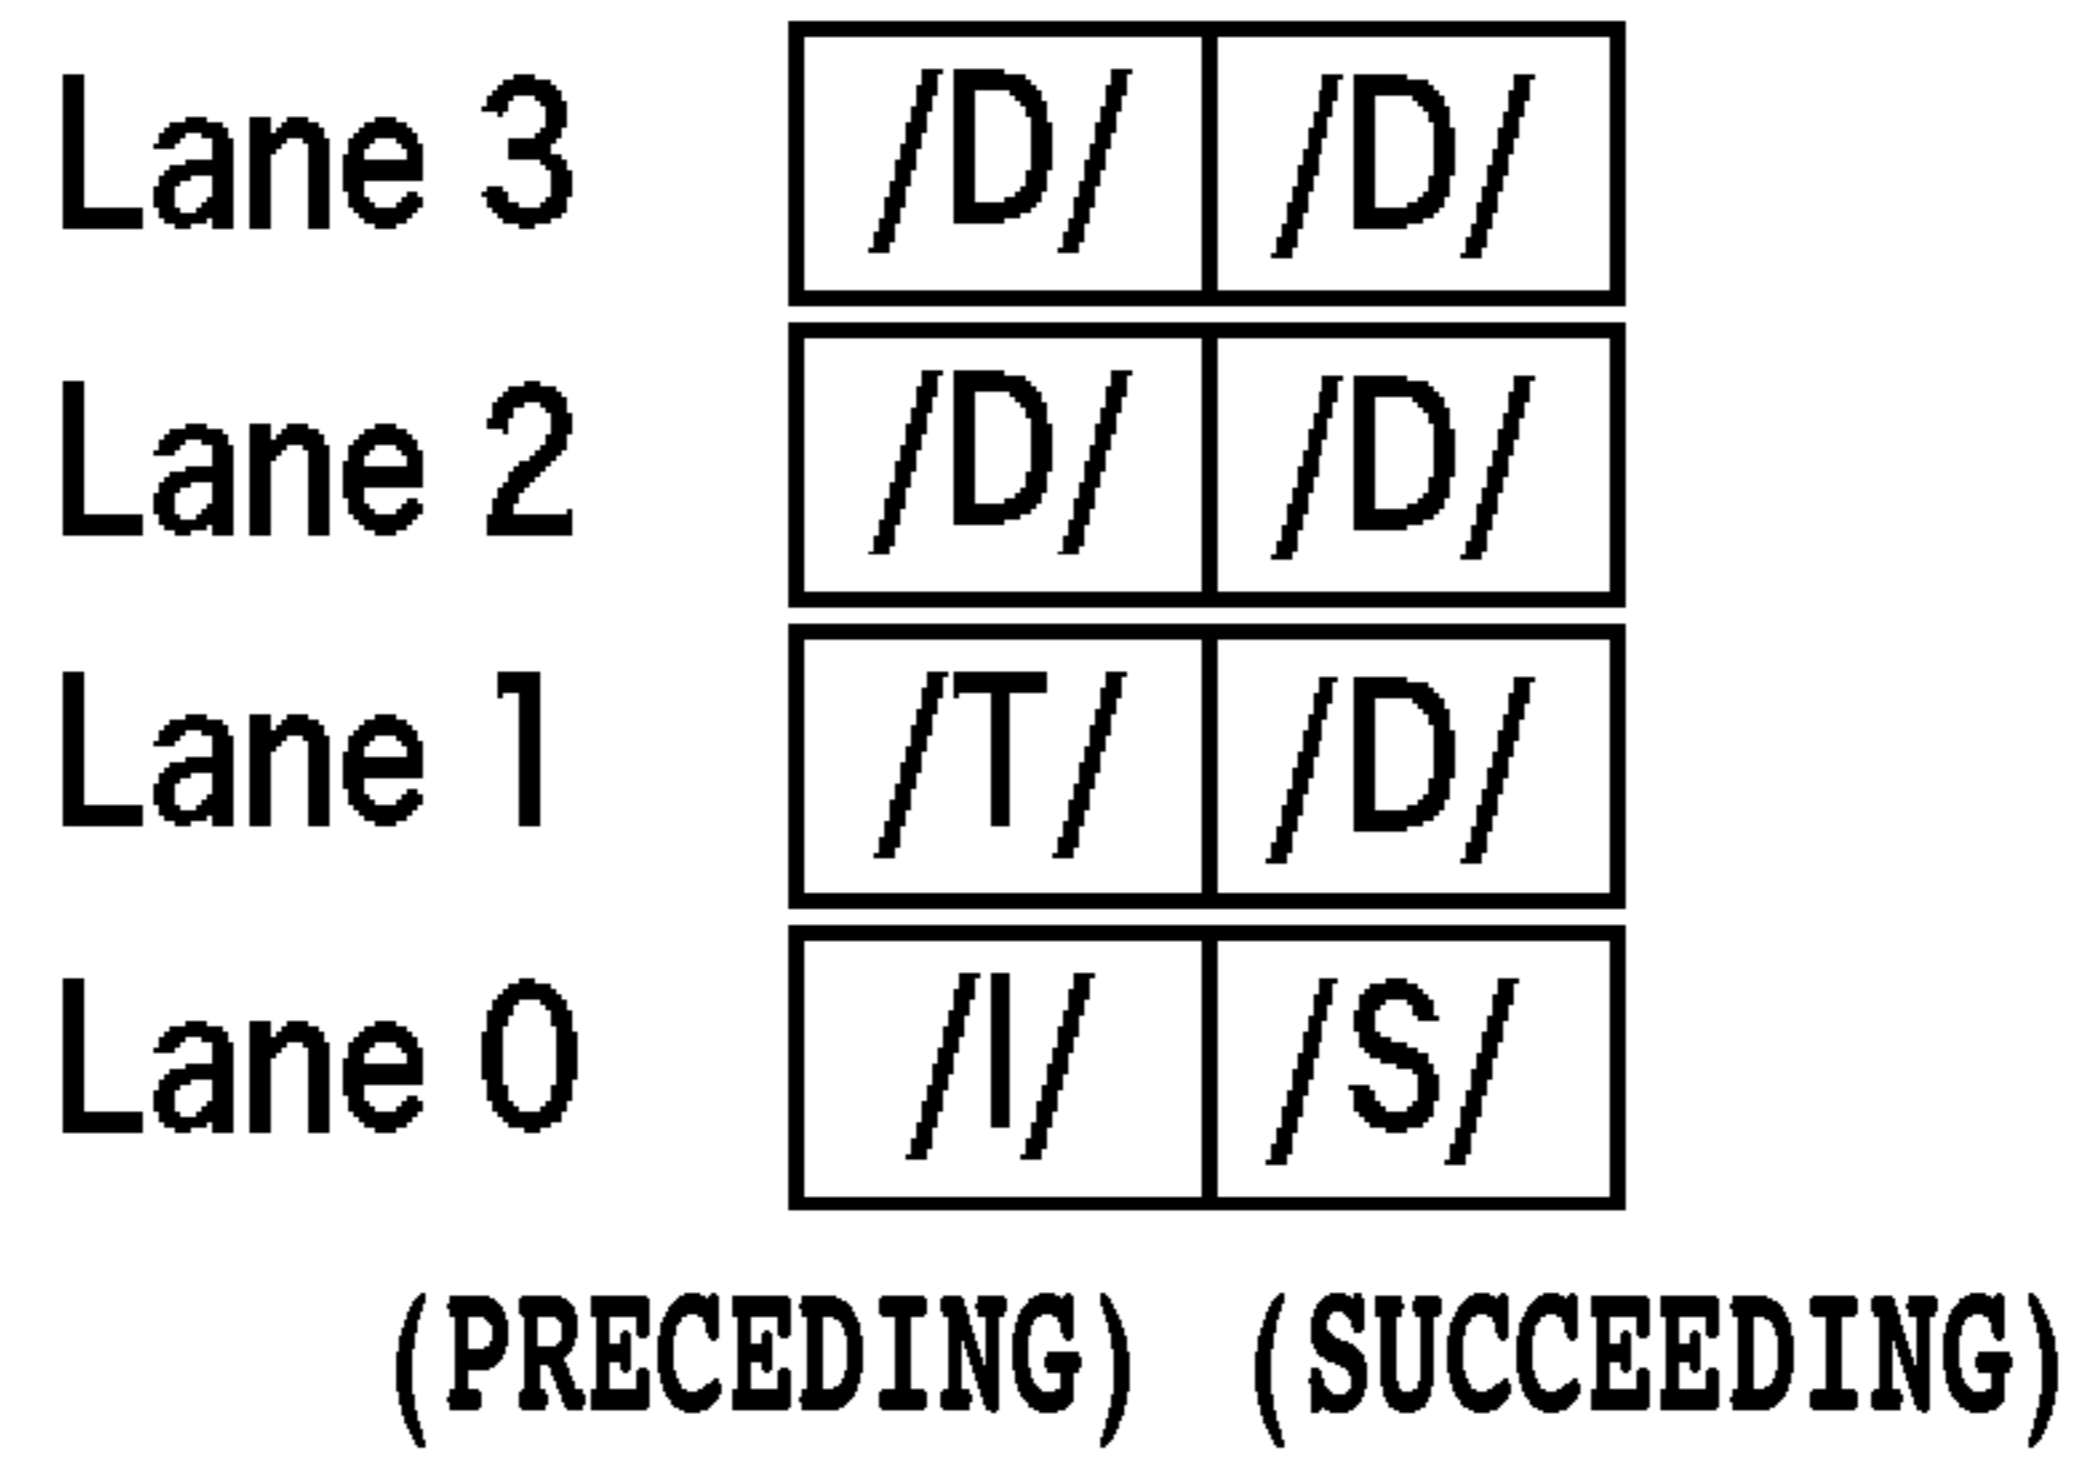 Lane 3 /D/ /D/
Lane 2 /D/ /D/
Lane 1 /T/ /D/
Lane 0 /I/ /S/
(PRECEDING) (SUCCEEDING)